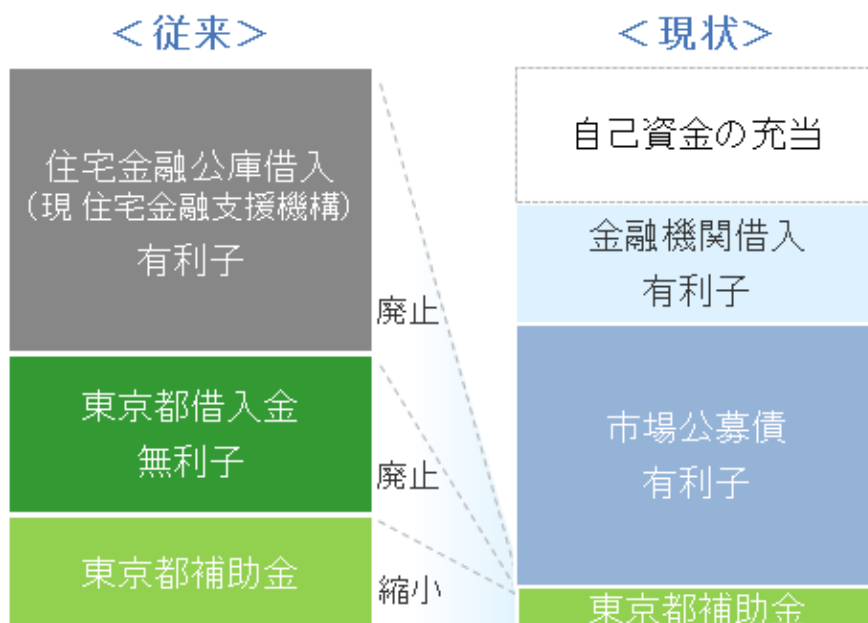 ＜従来＞
住宅金融公庫借入
（現 住宅金融支援機構）
有利子
廃止
東京都借入金
無利子
廃止
東京都補助金
縮小
＜現状＞
自己資金の充当
金融機関借入
有利子
市場公募債
有利子
東京都補助金